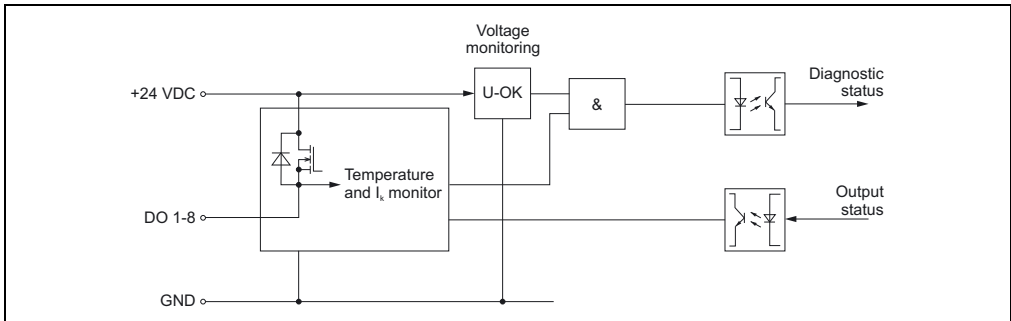 Voltage
monitoring
+24 VDC
U-OK
&
Diagnostic
status
Temperature
and Ik monitor
DO 1-8
Output
status
GND